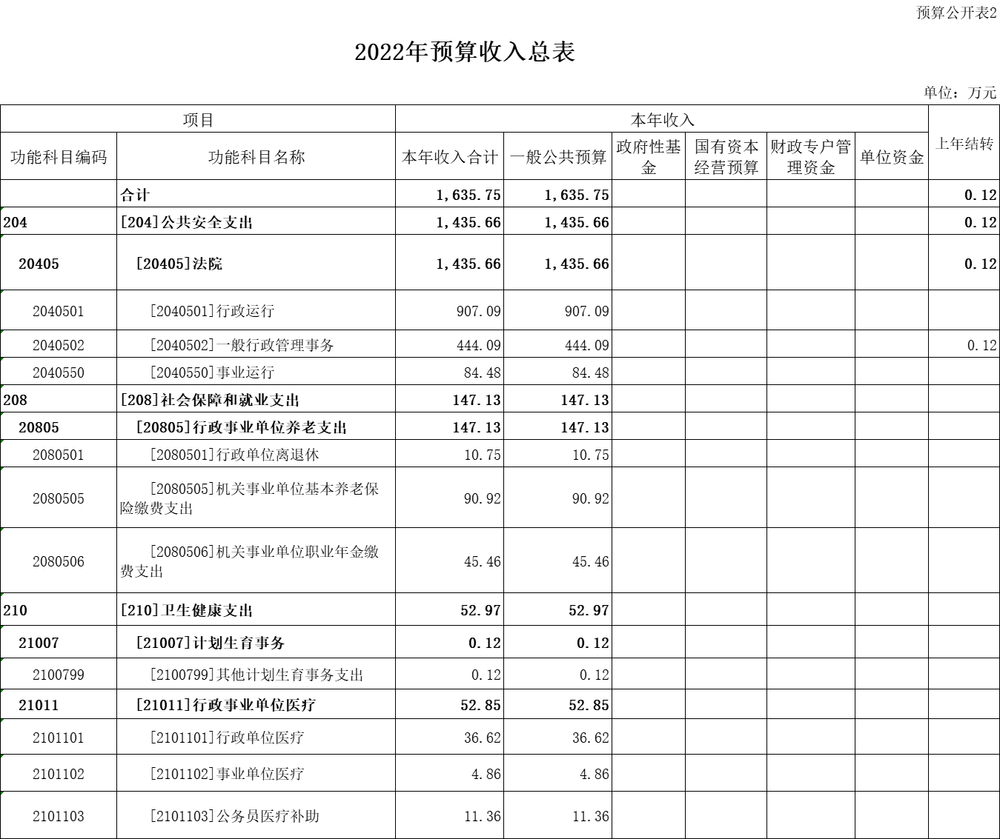 预算公开表2
2022年预算收入总表
单位：万元
项目 本年收入 上年结转
功能科目编码 功能科目名称 本年收入合计 一般公共预算 政府性基金 国有资本经营预算 财政专户管理资金 单位资金
合计 1,635.75 1,635.75 0.12
204 [204]公共安全支出 1,435.66 1,435.66 0.12
20405 [20405]法院 1,435.66 1,435.66 0.12
2040501 [2040501]行政运行 907.09 907.09
2040502 [2040502]一般行政管理事务 444.09 444.09 0.12
2040550 [2040550]事业运行 84.48 84.48
208 [208]社会保障和就业支出 147.13 147.13
20805 [20805]行政事业单位养老支出 147.13 147.13
2080501 [2080501]行政单位离退休 10.75 10.75
2080505 [2080505]机关事业单位基本养老保险缴费支出 90.92 90.92
2080506 [2080506]机关事业单位职业年金缴费支出 45.46 45.46
210 [210]卫生健康支出 52.97 52.97
21007 [21007]计划生育事务 0.12 0.12
2100799 [2100799]其他计划生育事务支出 0.12 0.12
21011 [21011]行政事业单位医疗 52.85 52.85
2101101 [2101101]行政单位医疗 36.62 36.62
2101102 [2101102]事业单位医疗 4.86 4.86
2101103 [2101103]公务员医疗补助 11.36 11.36